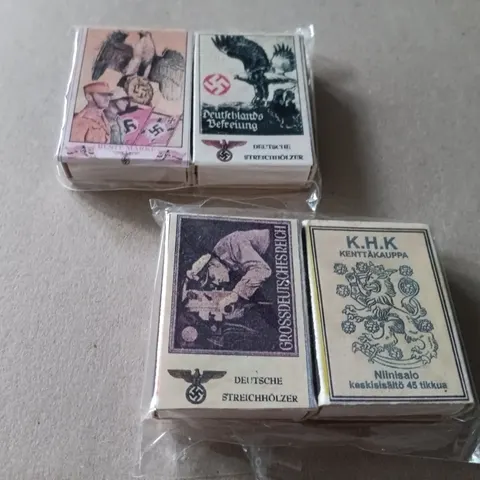 Deutschlands
Befreiung
DEUTSCHE
STREICHHÖLZER
GROSSDEUTSCHES REICH
DEUTSCHE
STREICHHÖLZER
K.H.K
KENTTÄKAUPPA
Niinisalo
keskisisältö 45 tikkua